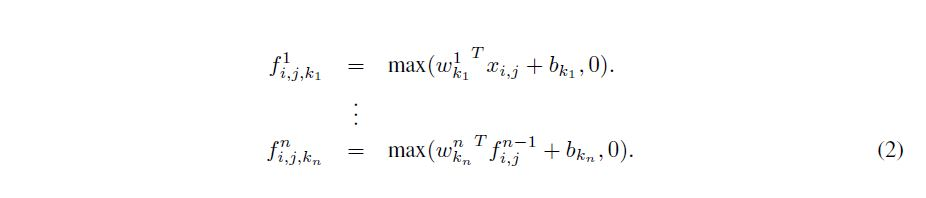 f^1_{i,j,k_1} = max(w^1_{k_1}^T x_{i,j} + b_{k_1}, 0).
⋮
f^n_{i,j,k_n} = max(w^n_{k_n}^T f^{n-1}_{i,j} + b_{k_n}, 0). (2)